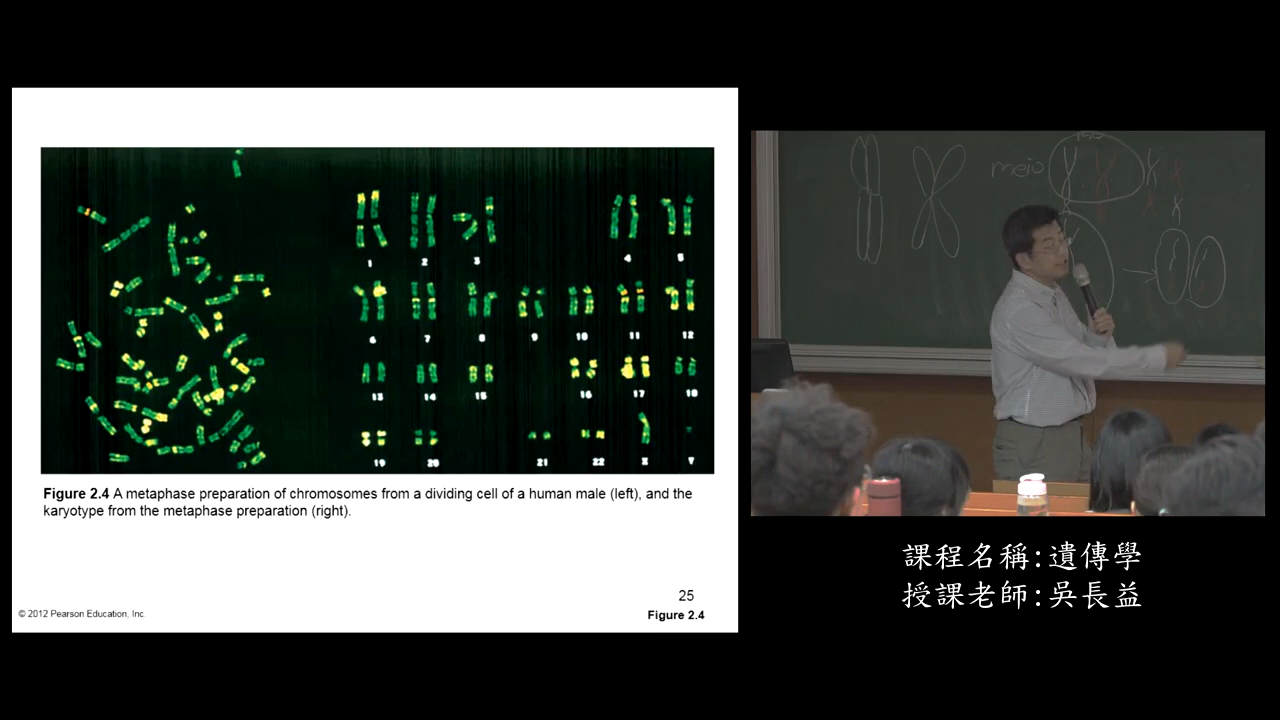 1 2 3 4 5
6 7 8 9 10 11 12
13 14 15 16 17 18
19 20 21 22 X Y
Figure 2.4 A metaphase preparation of chromosomes from a dividing cell of a human male (left), and the
karyotype from the metaphase preparation (right).
25
© 2012 Pearson Education, Inc.
Figure 2.4
meio
課程名稱:遺傳學
授課老師:吳長益